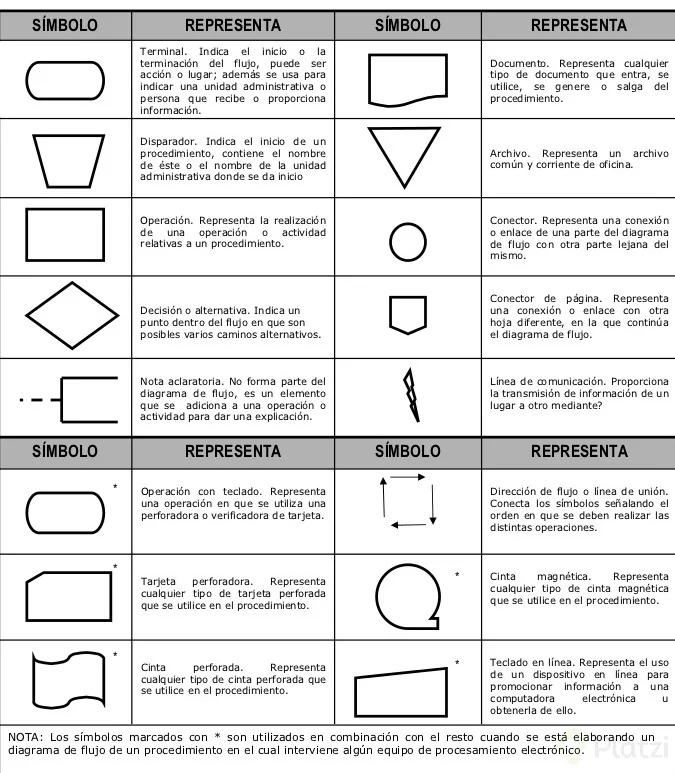 SÍMBOLO REPRESENTA SÍMBOLO REPRESENTA
Terminal. Indica el inicio o la
terminación del flujo, puede ser
acción o lugar; además se usa para
indicar una unidad administrativa o
persona que recibe o proporciona
información.
Documento. Representa cualquier
tipo de documento que entra, se
utilice, se genere o salga del
procedimiento.
Disparador. Indica el inicio de un
procedimiento, contiene el nombre
de éste o el nombre de la unidad
administrativa donde se da inicio
Archivo. Representa un archivo
común y corriente de oficina.
Operación. Representa la realización
de una operación o actividad
relativas a un procedimiento.
Conector. Representa una conexión
o enlace de una parte del diagrama
de flujo con otra parte lejana del
mismo.
Decisión o alternativa. Indica un
punto dentro del flujo en que son
posibles varios caminos alternativos.
Conector de página. Representa
una conexión o enlace con otra
hoja diferente, en la que continúa
el diagrama de flujo.
Nota aclaratoria. No forma parte del
diagrama de flujo, es un elemento
que se adiciona a una operación o
actividad para dar una explicación.
Línea de comunicación. Proporciona
la transmisión de información de un
lugar a otro mediante?
SÍMBOLO REPRESENTA SÍMBOLO REPRESENTA
*
Operación con teclado. Representa
una operación en que se utiliza una
perforadora o verificadora de tarjeta.
Dirección de flujo o línea de unión.
Conecta los símbolos señalando el
orden en que se deben realizar las
distintas operaciones.
*
Tarjeta perforadora. Representa
cualquier tipo de tarjeta perforada
que se utilice en el procedimiento.
*
Cinta magnética. Representa
cualquier tipo de cinta magnética
que se utilice en el procedimiento.
*
Cinta perforada. Representa
cualquier tipo de cinta perforada que
se utilice en el procedimiento.
*
Teclado en línea. Representa el uso
de un dispositivo en línea para
promocionar información a una
computadora electrónica u
obtenerla de ello.
NOTA: Los símbolos marcados con * son utilizados en combinación con el resto cuando se está elaborando un
diagrama de flujo de un procedimiento en el cual interviene algún equipo de procesamiento electrónico.
Platzi